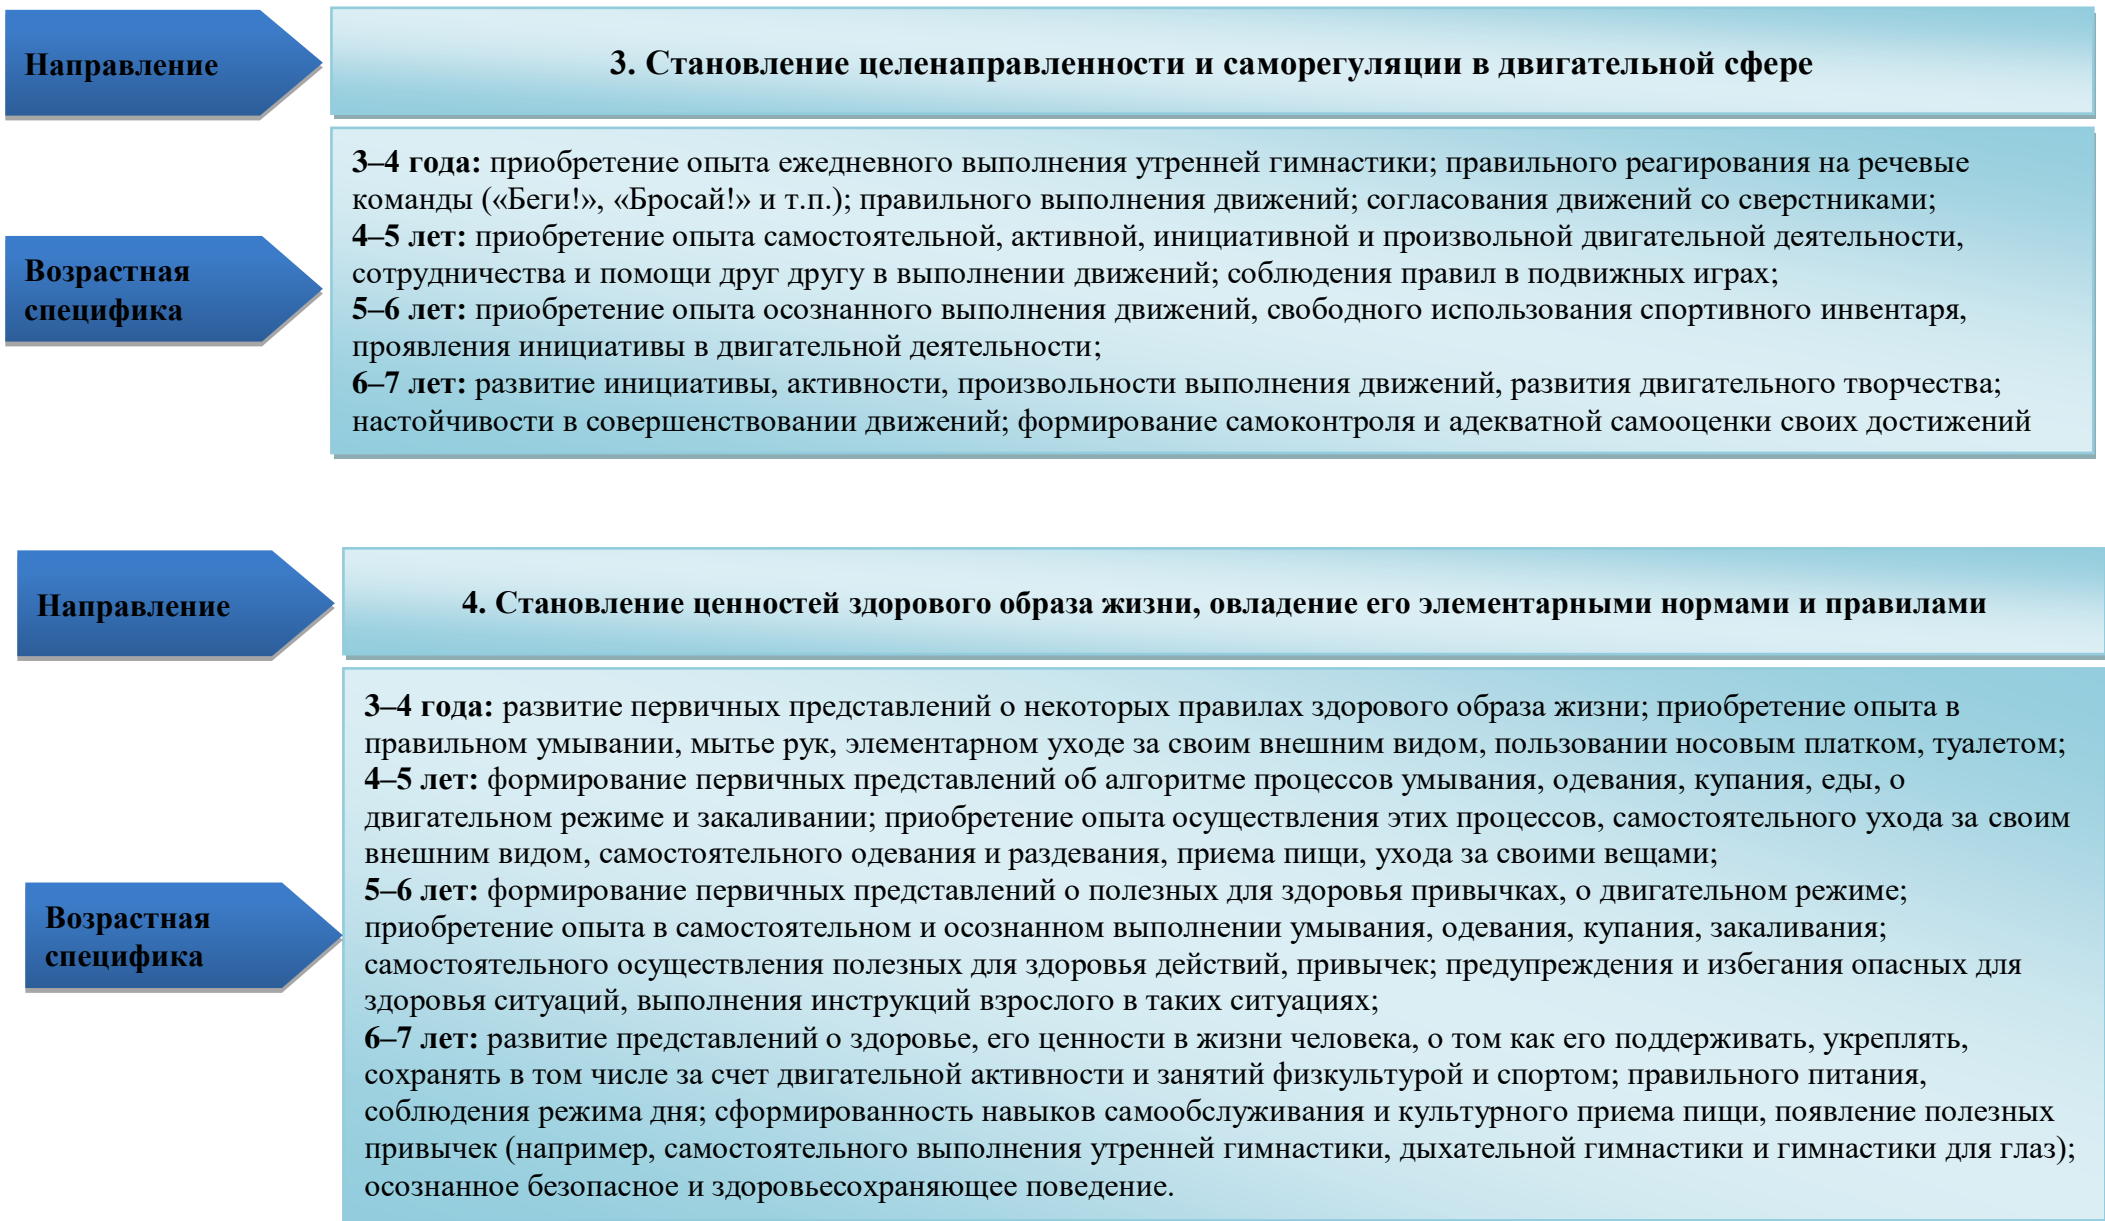 Направление
3. Становление целенаправленности и саморегуляции в двигательной сфере
Возрастная
специфика
3–4 года: приобретение опыта ежедневного выполнения утренней гимнастики; правильного реагирования на речевые
команды («Беги!», «Бросай!» и т.п.); правильного выполнения движений; согласования движений со сверстниками;
4–5 лет: приобретение опыта самостоятельной, активной, инициативной и произвольной двигательной деятельности,
сотрудничества и помощи друг другу в выполнении движений; соблюдения правил в подвижных играх;
5–6 лет: приобретение опыта осознанного выполнения движений, свободного использования спортивного инвентаря,
проявления инициативы в двигательной деятельности;
6–7 лет: развитие инициативы, активности, произвольности выполнения движений, развития двигательного творчества;
настойчивости в совершенствовании движений; формирование самоконтроля и адекватной самооценки своих достижений
Направление
4. Становление ценностей здорового образа жизни, овладение его элементарными нормами и правилами
Возрастная
специфика
3–4 года: развитие первичных представлений о некоторых правилах здорового образа жизни; приобретение опыта в
правильном умывании, мытье рук, элементарном уходе за своим внешним видом, пользовании носовым платком, туалетом;
4–5 лет: формирование первичных представлений об алгоритме процессов умывания, одевания, купания, еды, о
двигательном режиме и закаливании; приобретение опыта осуществления этих процессов, самостоятельного ухода за своим
внешним видом, самостоятельного одевания и раздевания, приема пищи, ухода за своими вещами;
5–6 лет: формирование первичных представлений о полезных для здоровья привычках, о двигательном режиме;
приобретение опыта в самостоятельном и осознанном выполнении умывания, одевания, купания, закаливания;
самостоятельного осуществления полезных для здоровья действий, привычек; предупреждения и избегания опасных для
здоровья ситуаций, выполнения инструкций взрослого в таких ситуациях;
6–7 лет: развитие представлений о здоровье, его ценности в жизни человека, о том как его поддерживать, укреплять,
сохранять в том числе за счет двигательной активности и занятий физкультурой и спортом; правильного питания,
соблюдения режима дня; сформированность навыков самообслуживания и культурного приема пищи, появление полезных
привычек (например, самостоятельного выполнения утренней гимнастики, дыхательной гимнастики и гимнастики для глаз);
осознанное безопасное и здоровьесохраняющее поведение.